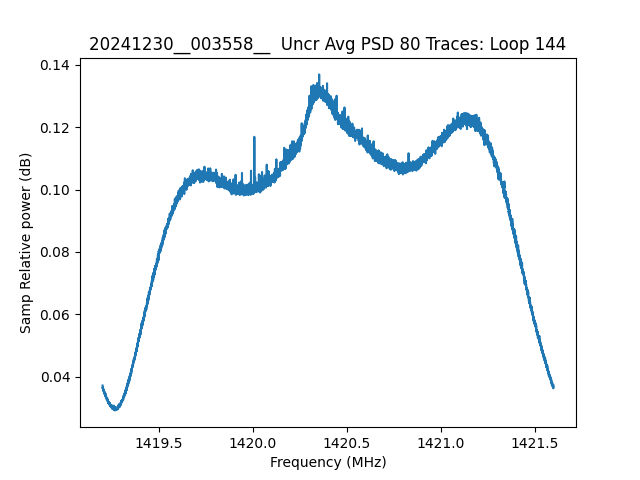 20241230__003558__ Uncr Avg PSD 80 Traces: Loop 144
0.14
0.12
0.10
0.08
0.06
0.04
Samp Relative power (dB)
1419.5 1420.0 1420.5 1421.0 1421.5
Frequency (MHz)